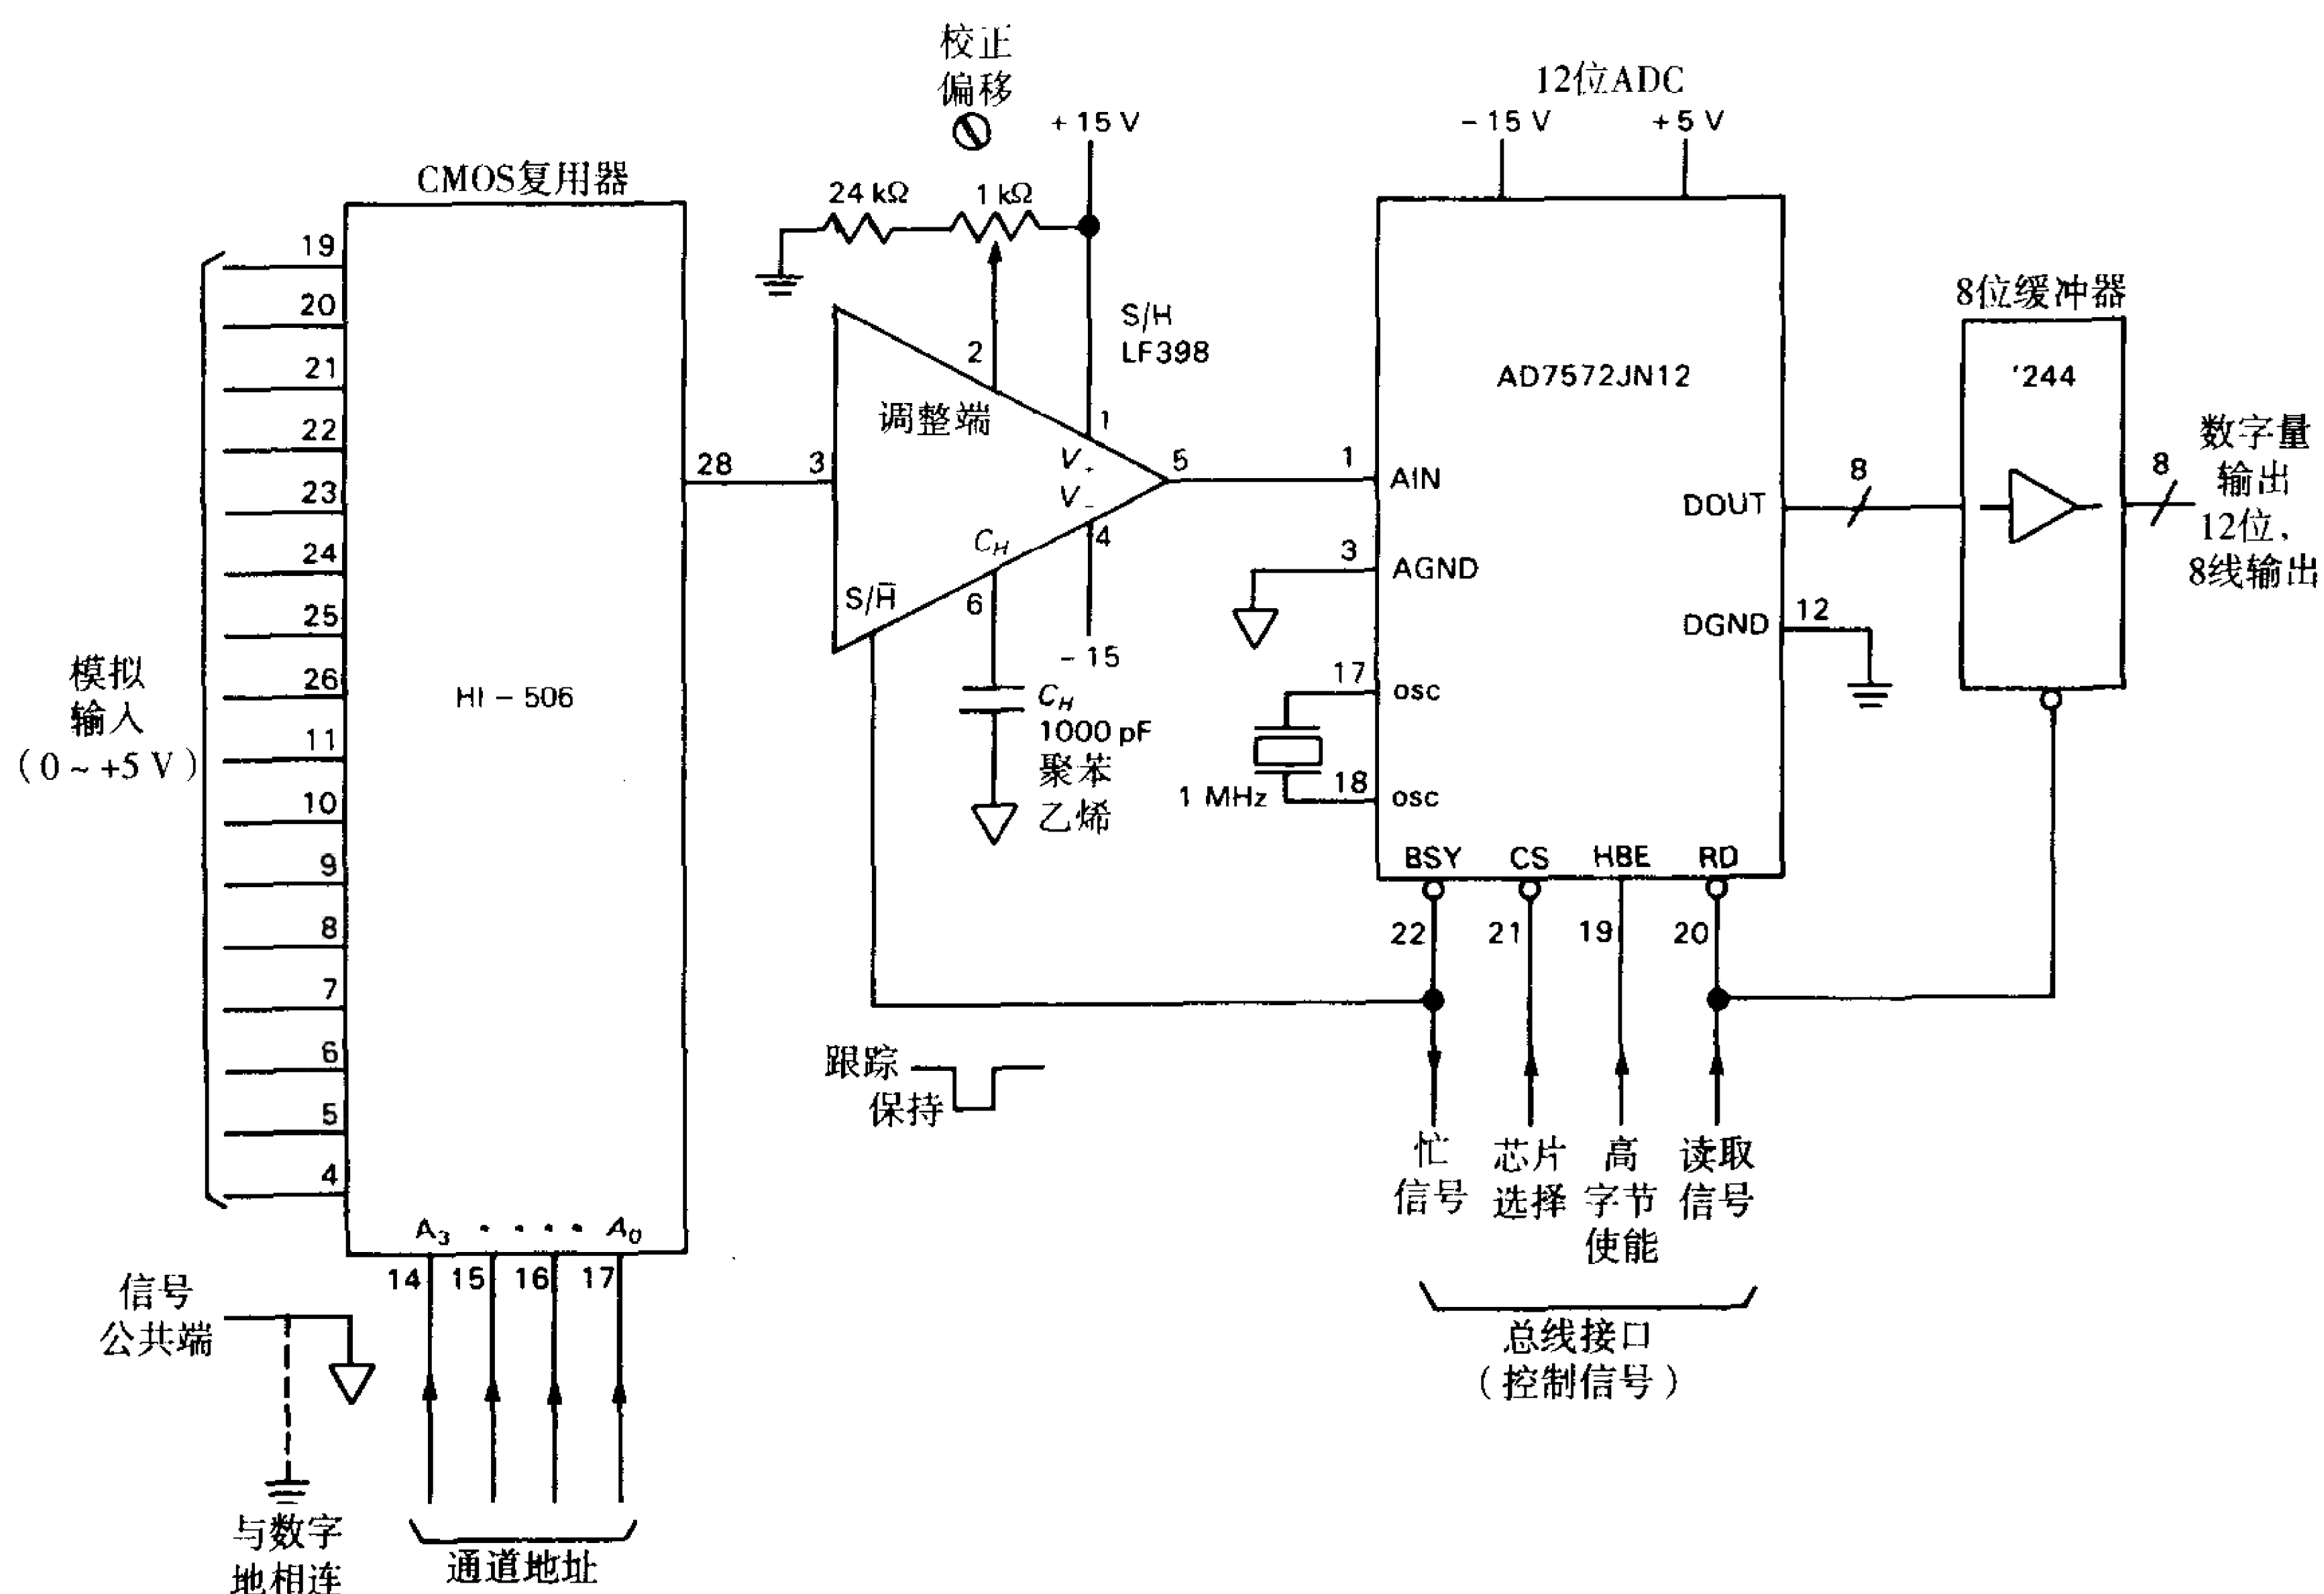 校正
偏移
+15 V
12位ADC
-15 V
+5 V
CMOS复用器
24 kΩ
1 kΩ
19
20
21
22
23
24
25
26
11
10
9
8
7
6
5
4
模拟
输入
(0 ~ +5 V)
HI-506
28
3
2
调整端
S/H
LF398
1
V+
V-
5
4
-15
CH
6
S/H̅
CH
1000 pF
聚苯
乙烯
跟踪
保持
AD7572JN12
1
AIN
3
AGND
17
osc
18
osc
1 MHz
DOUT
8
DGND
12
BSY
CS
HBE
RD
22
21
19
20
8位缓冲器
'244
8
数字量
输出
12位,
8线输出
忙
信号
芯片
选择
高
字节
使能
读取
信号
总线接口
(控制信号)
A3 · · · · A0
14
15
16
17
信号
公共端
与数字
地相连
通道地址